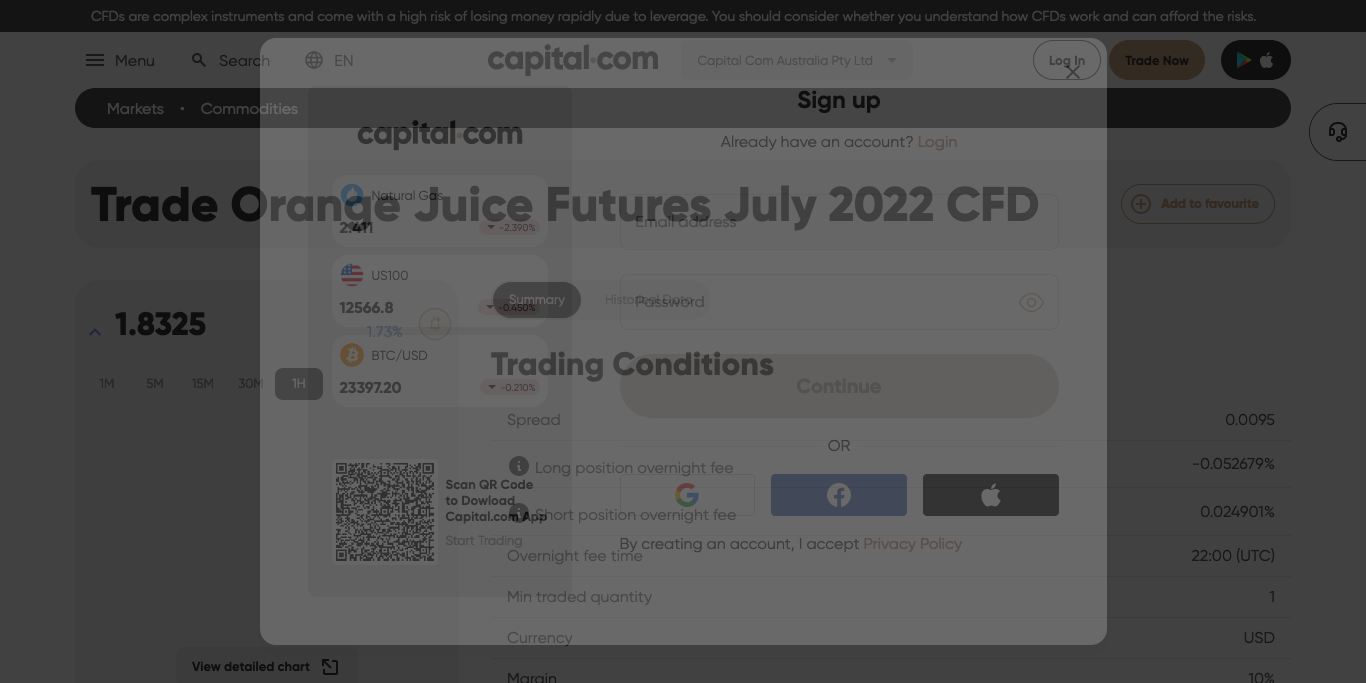 CFDs are complex instruments and come with a high risk of losing money rapidly due to leverage. You should consider whether you understand how CFDs work and can afford the risks.
Menu
Search
EN
capital.com
Capital Com Australia Pty Ltd
Log In
Trade Now
Markets • Commodities
Sign up
Already have an account? Login
capital.com
Trade Orange Juice Futures July 2022 CFD
Add to favourite
Natural Gas
2.411
-2.390%
Email address
US100
12566.8
-0.450%
Summary
Historical Data
Password
1.8325
1.73%
BTC/USD
23397.20
-0.210%
1M
5M
15M
30M
1H
Trading Conditions
Continue
Spread
0.0095
OR
Long position overnight fee
-0.052679%
Scan QR Code
to Dowload
Capital.com App
Start Trading
Short position overnight fee
0.024901%
By creating an account, I accept Privacy Policy
Overnight fee time
22:00 (UTC)
Min traded quantity
1
Currency
USD
View detailed chart
Margin
10%